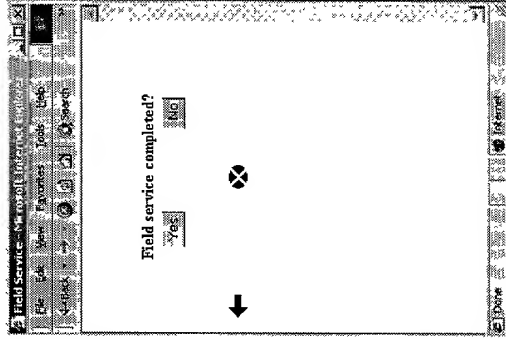 Field Service - Microsoft Internet Explorer
File Edit View Favorites Tools Help
Back Search
Field service completed?
Yes No
Done Internet